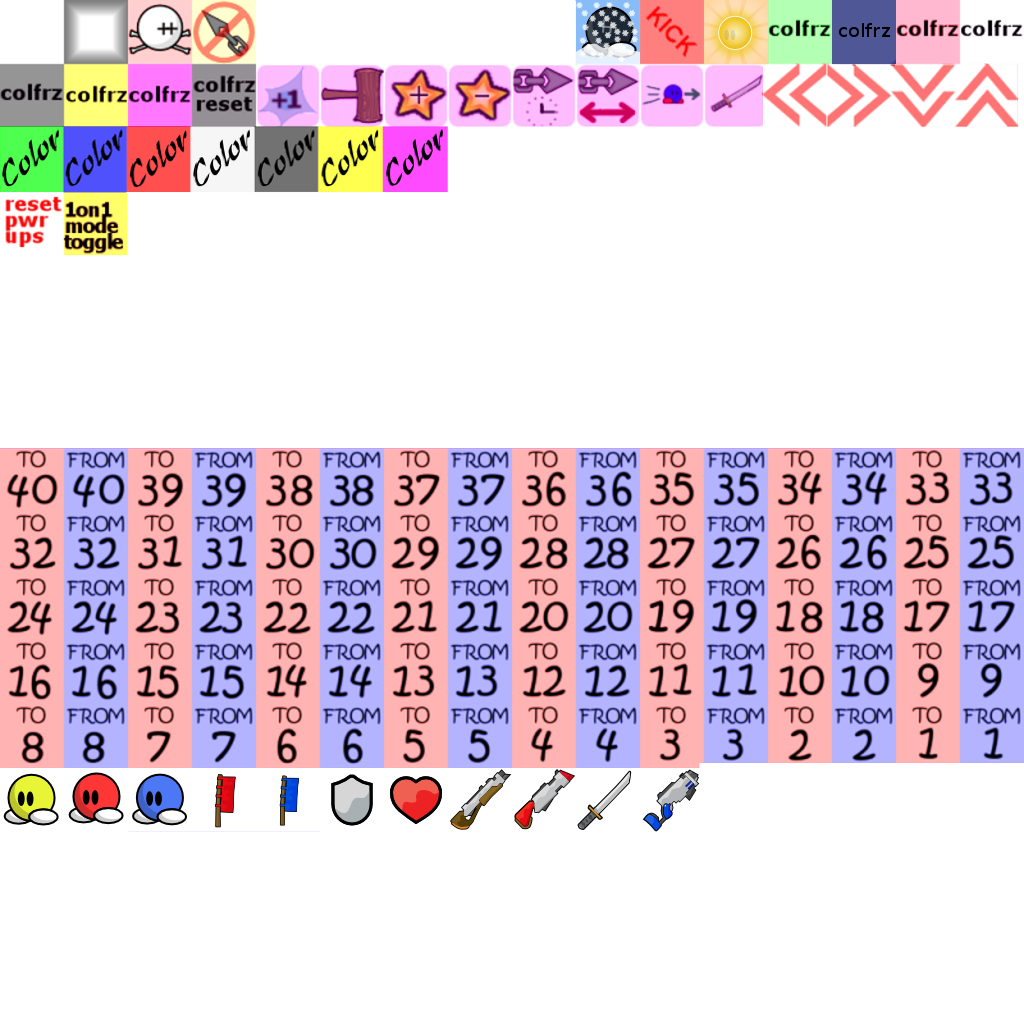 KICK
colfrz
colfrz
colfrz
colfrz
colfrz
colfrz
colfrz
colfrz
reset
+1
Color
Color
Color
Color
Color
Color
Color
reset
pwr
ups
1on1
mode
toggle
TO FROM TO FROM TO FROM TO FROM TO FROM TO FROM TO FROM TO FROM
40 40 39 39 38 38 37 37 36 36 35 35 34 34 33 33
TO FROM TO FROM TO FROM TO FROM TO FROM TO FROM TO FROM TO FROM
32 32 31 31 30 30 29 29 28 28 27 27 26 26 25 25
TO FROM TO FROM TO FROM TO FROM TO FROM TO FROM TO FROM TO FROM
24 24 23 23 22 22 21 21 20 20 19 19 18 18 17 17
TO FROM TO FROM TO FROM TO FROM TO FROM TO FROM TO FROM TO FROM
16 16 15 15 14 14 13 13 12 12 11 11 10 10 9 9
TO FROM TO FROM TO FROM TO FROM TO FROM TO FROM TO FROM TO FROM
8 8 7 7 6 6 5 5 4 4 3 3 2 2 1 1